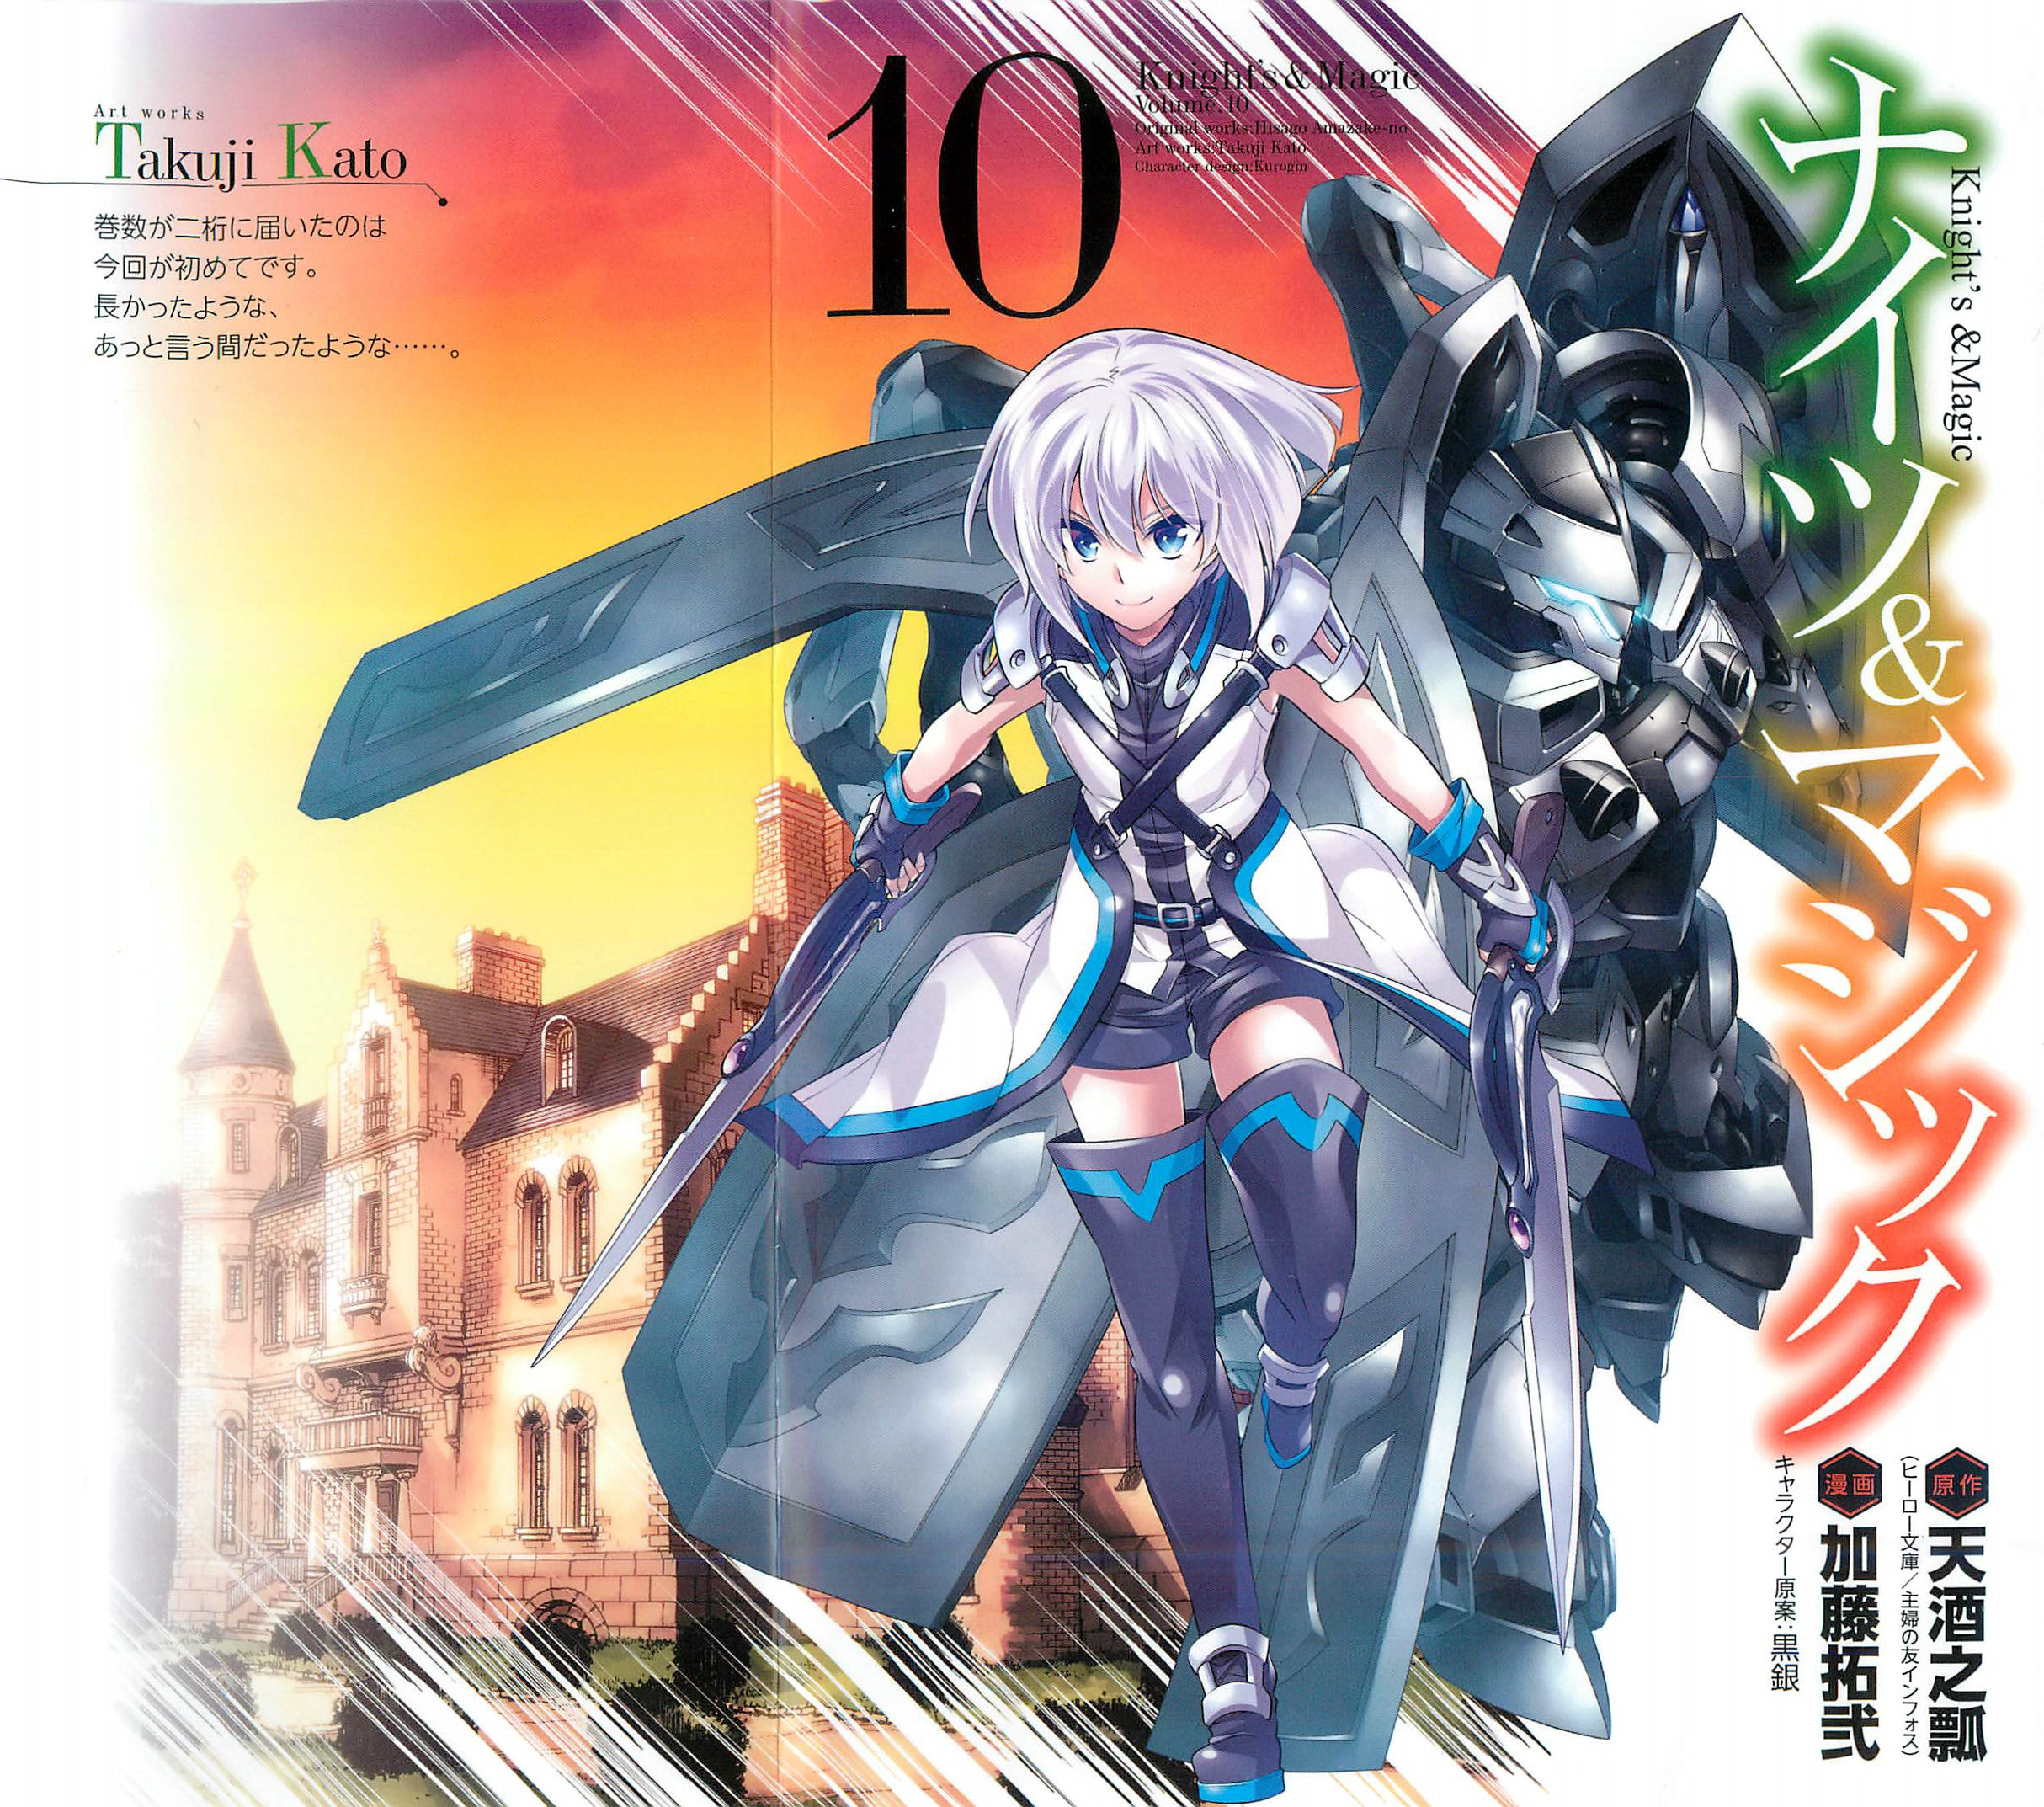 Art works
Takuji Kato
巻数が二桁に届いたのは
今回が初めてです。
長かったような、
あっと言う間だったような……。
10
Knight's & Magic
Volume.10
Original works:Hisago Amazake-no
Art works:Takuji Kato
Character design:Kurogin
ナイツ&マジック
Knight's &Magic
原作
天酒之瓢
(ヒーロー文庫/主婦の友インフォス)
漫画
加藤拓弐
キャラクター原案:黒銀